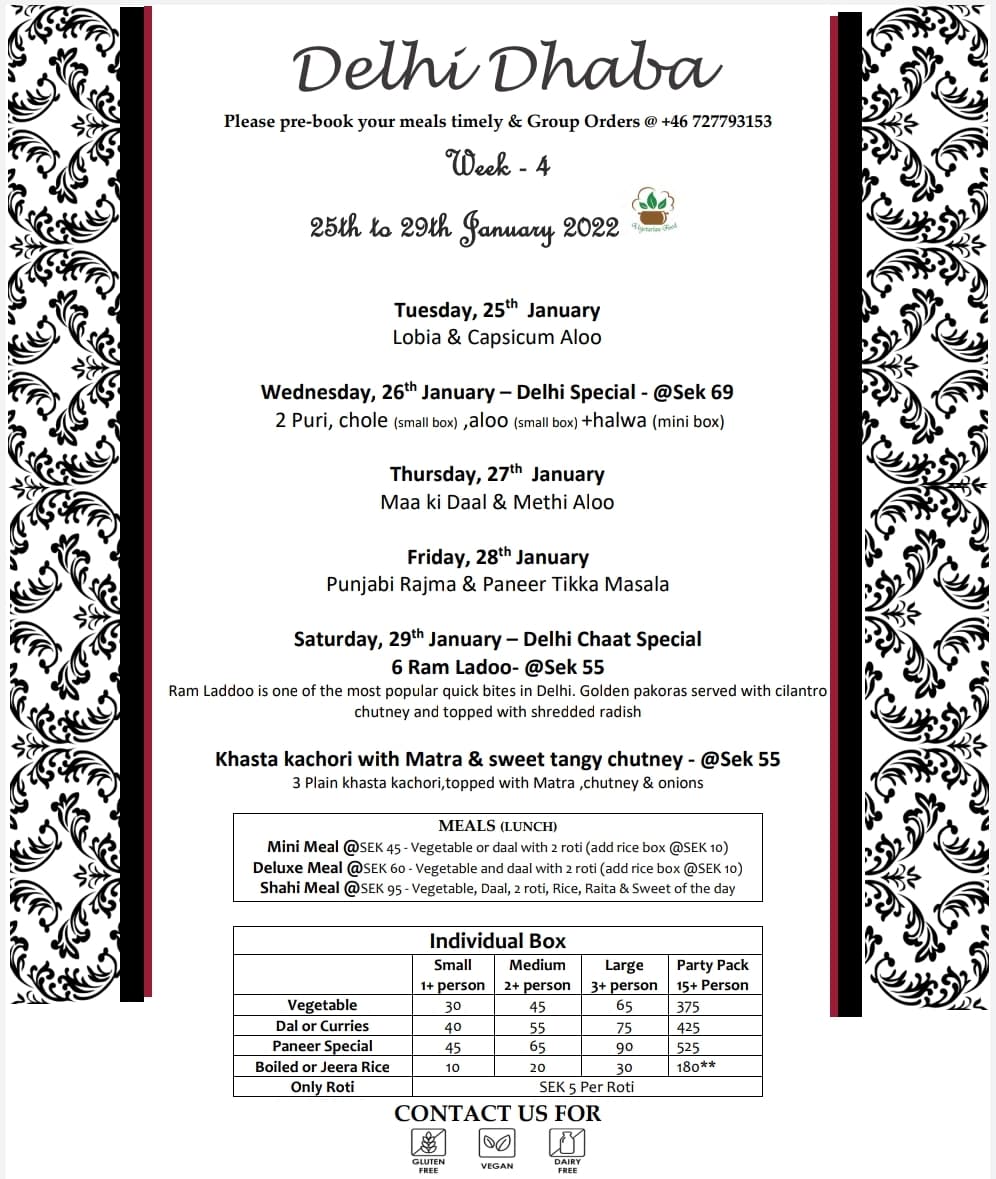 Delhi Dhaba
Please pre-book your meals timely & Group Orders @ +46 727793153
Week - 4
25th to 29th January 2022
Vegetarian Food
Tuesday, 25th January
Lobia & Capsicum Aloo
Wednesday, 26th January – Delhi Special - @Sek 69
2 Puri, chole (small box) ,aloo (small box) +halwa (mini box)
Thursday, 27th January
Maa ki Daal & Methi Aloo
Friday, 28th January
Punjabi Rajma & Paneer Tikka Masala
Saturday, 29th January – Delhi Chaat Special
6 Ram Ladoo- @Sek 55
Ram Laddoo is one of the most popular quick bites in Delhi. Golden pakoras served with cilantro
chutney and topped with shredded radish
Khasta kachori with Matra & sweet tangy chutney - @Sek 55
3 Plain khasta kachori,topped with Matra ,chutney & onions
MEALS (LUNCH)
Mini Meal @SEK 45 - Vegetable or daal with 2 roti (add rice box @SEK 10)
Deluxe Meal @SEK 60 - Vegetable and daal with 2 roti (add rice box @SEK 10)
Shahi Meal @SEK 95 - Vegetable, Daal, 2 roti, Rice, Raita & Sweet of the day
Individual Box
Small Medium Large Party Pack
1+ person 2+ person 3+ person 15+ Person
Vegetable 30 45 65 375
Dal or Curries 40 55 75 425
Paneer Special 45 65 90 525
Boiled or Jeera Rice 10 20 30 180**
Only Roti SEK 5 Per Roti
CONTACT US FOR
GLUTEN FREE VEGAN DAIRY FREE